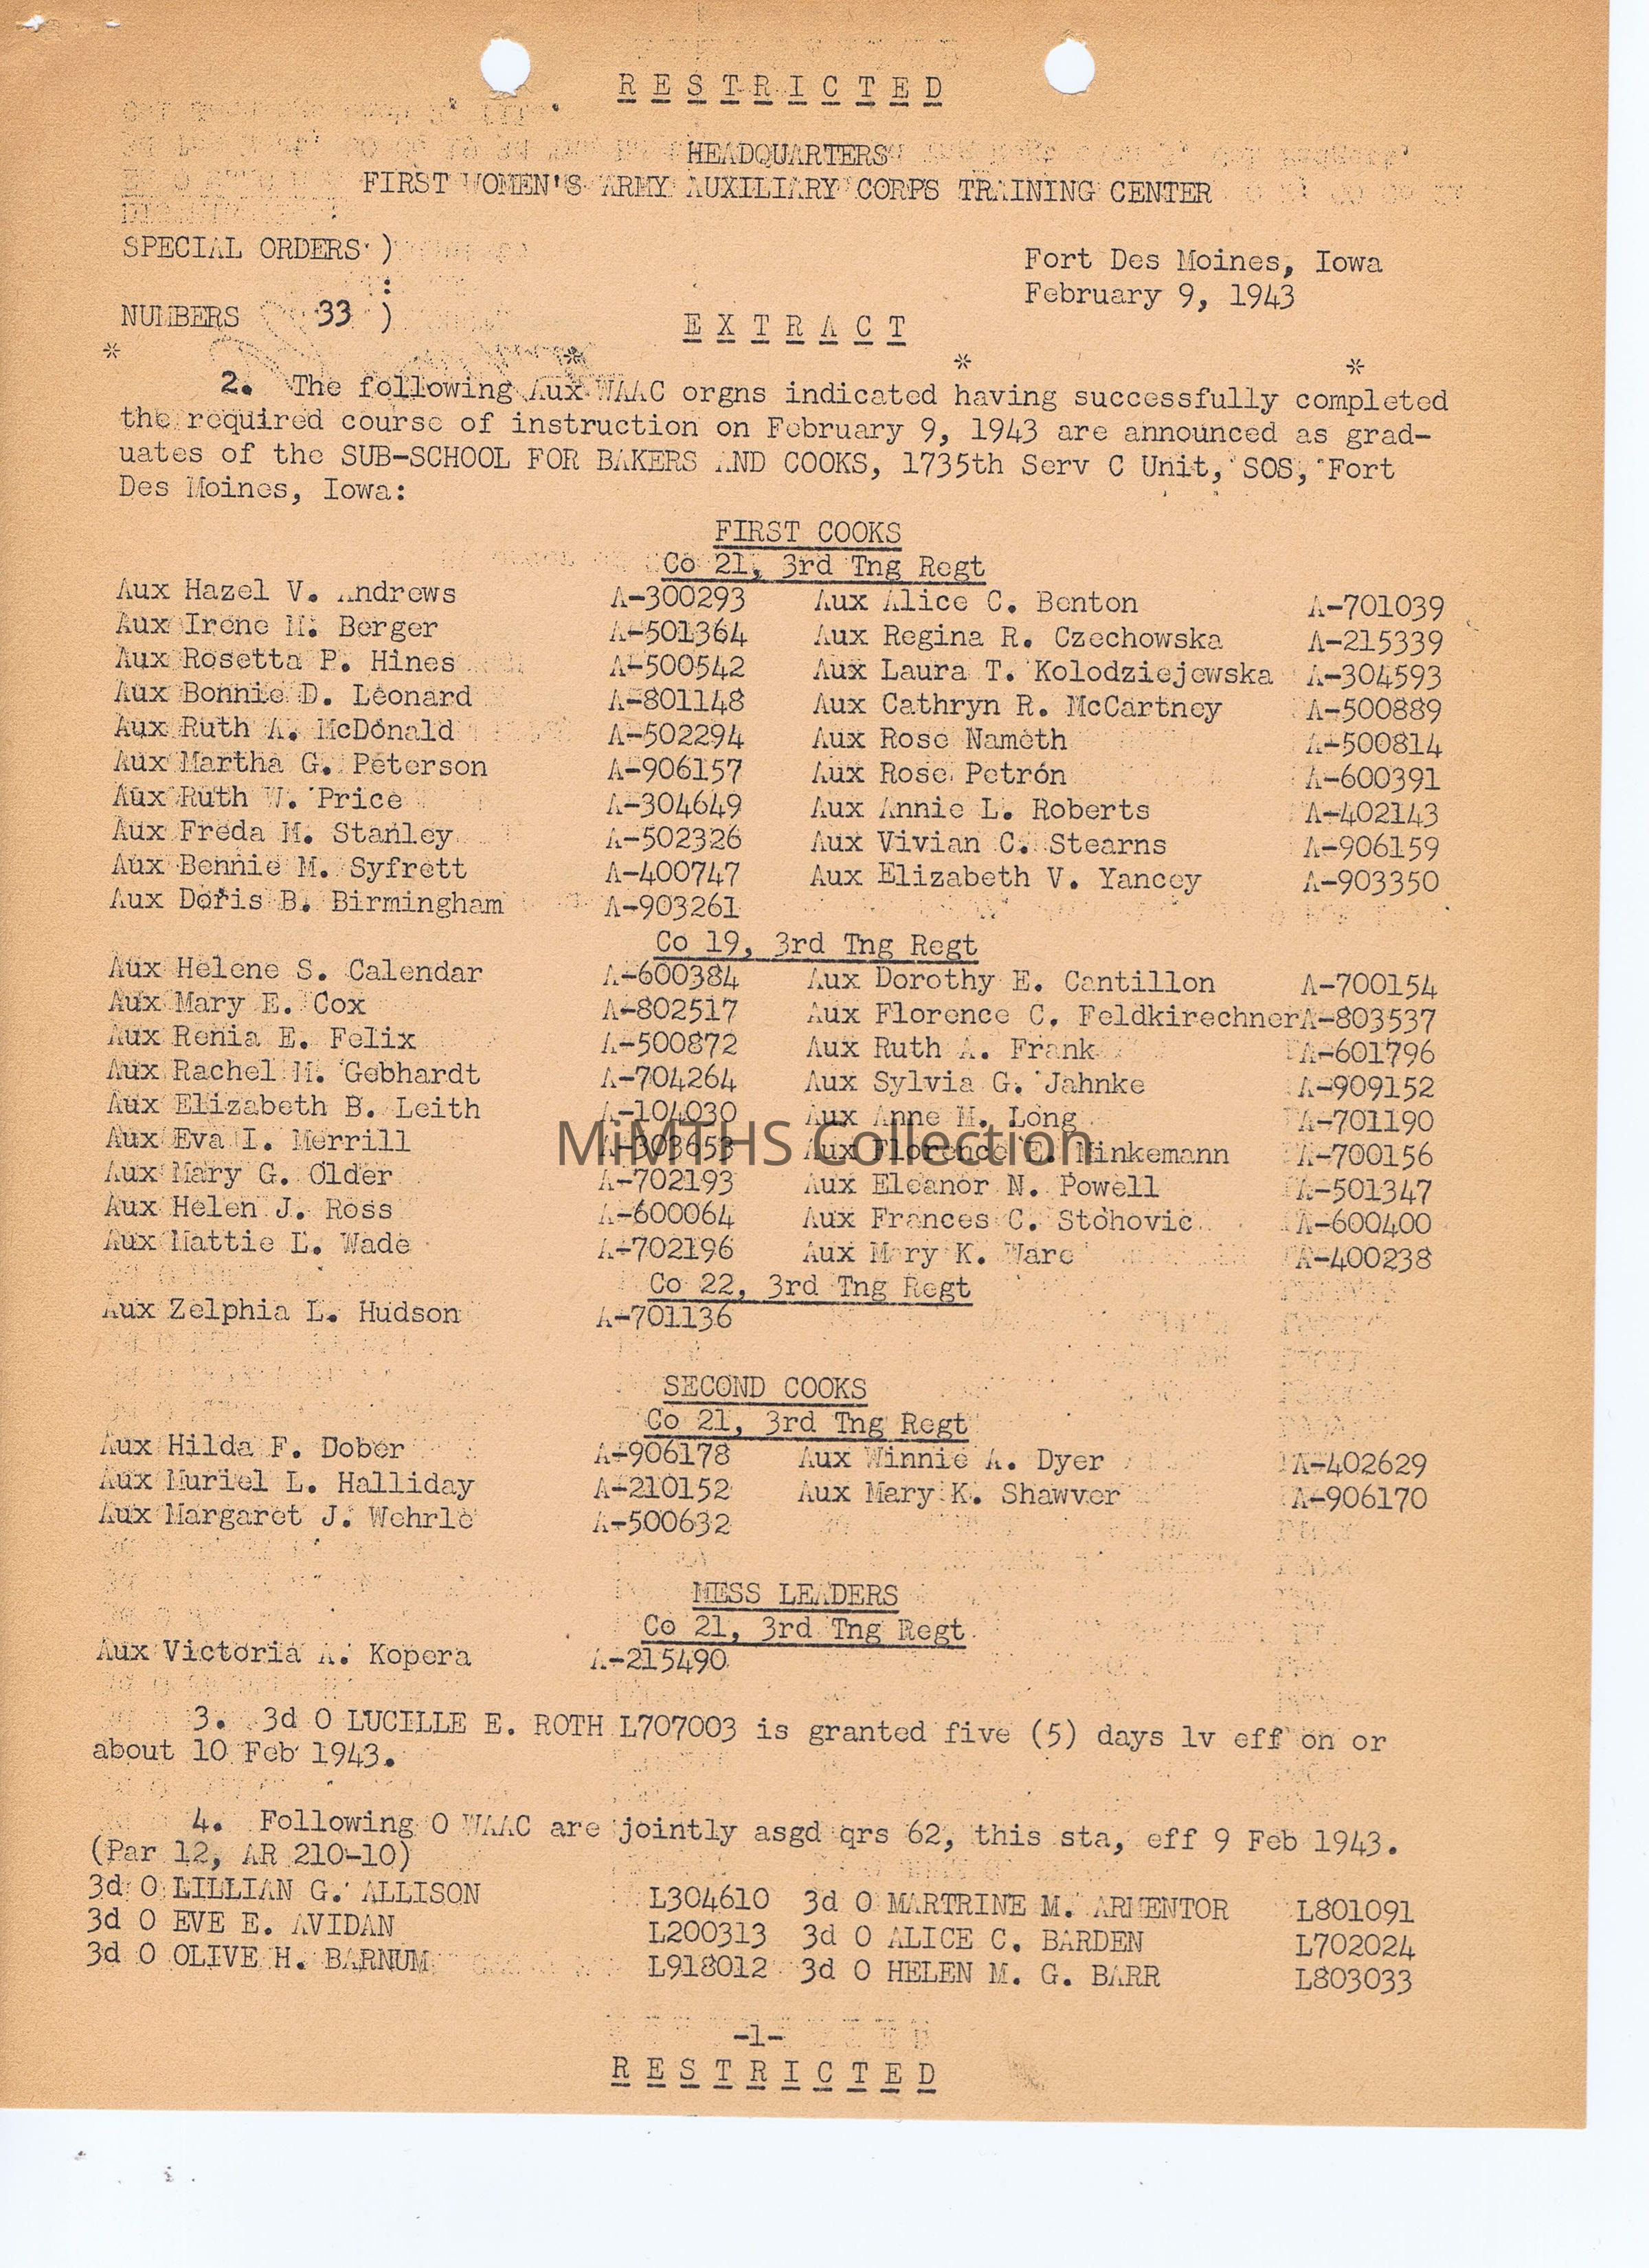 RESTRICTED
HEADQUARTERS
FIRST WOMEN'S ARMY AUXILIARY CORPS TRAINING CENTER
SPECIAL ORDERS )
:
NUMBERS 33 )
Fort Des Moines, Iowa
February 9, 1943
EXTRACT
* * * *
2. The following Aux WAAC orgns indicated having successfully completed
the required course of instruction on February 9, 1943 are announced as grad-
uates of the SUB-SCHOOL FOR BAKERS AND COOKS, 1735th Serv C Unit, SOS, Fort
Des Moines, Iowa:
FIRST COOKS
Co 21, 3rd Tng Regt
Aux Hazel V. Andrews A-300293 Aux Alice C. Benton A-701039
Aux Irene M. Berger A-501364 Aux Regina R. Czechowska A-215339
Aux Rosetta P. Hines A-500542 Aux Laura T. Kolodziejewska A-304593
Aux Bonnie D. Leonard A-801148 Aux Cathryn R. McCartney A-500889
Aux Ruth A. McDonald A-502294 Aux Rose Nameth A-500814
Aux Martha G. Peterson A-906157 Aux Rose Petron A-600391
Aux Ruth W. Price A-304649 Aux Annie L. Roberts A-402143
Aux Freda M. Stanley A-502326 Aux Vivian C. Stearns A-906159
Aux Bennie M. Syfrett A-400747 Aux Elizabeth V. Yancey A-903350
Aux Doris B. Birmingham A-903261
Co 19, 3rd Tng Regt
Aux Helene S. Calendar A-600384 Aux Dorothy E. Cantillon A-700154
Aux Mary E. Cox A-802517 Aux Florence C. FeldkirechnerA-803537
Aux Renia E. Felix A-500872 Aux Ruth A. Frank A-601796
Aux Rachel M. Gebhardt A-704264 Aux Sylvia G. Jahnke A-909152
Aux Elizabeth B. Leith A-104030 Aux Anne M. Long A-701190
Aux Eva I. Merrill A-303653 Aux Florence E. Minkemann A-700156
Aux Mary G. Older A-702193 Aux Eleanor N. Powell A-501347
Aux Helen J. Ross A-600064 Aux Frances C. Stohovic A-600400
Aux Mattie L. Wade A-702196 Aux Mary K. Ware A-400238
MiMTHS Collection
Co 22, 3rd Tng Regt
Aux Zelphia L. Hudson A-701136
SECOND COOKS
Co 21, 3rd Tng Regt
Aux Hilda F. Dober A-906178 Aux Winnie A. Dyer A-402629
Aux Muriel L. Halliday A-210152 Aux Mary K. Shawver A-906170
Aux Margaret J. Wehrle A-500632
MESS LEADERS
Co 21, 3rd Tng Regt
Aux Victoria A. Kopera A-215490
3. 3d O LUCILLE E. ROTH L707003 is granted five (5) days lv eff on or
about 10 Feb 1943.
4. Following O WAAC are jointly asgd qrs 62, this sta, eff 9 Feb 1943.
(Par 12, AR 210-10)
3d O LILLIAN G. ALLISON L304610 3d O MARTRINE M. ARMENTOR L801091
3d O EVE E. AVIDAN L200313 3d O ALICE C. BARDEN L702024
3d O OLIVE H. BARNUM L918012 3d O HELEN M. G. BARR L803033
-1-
RESTRICTED